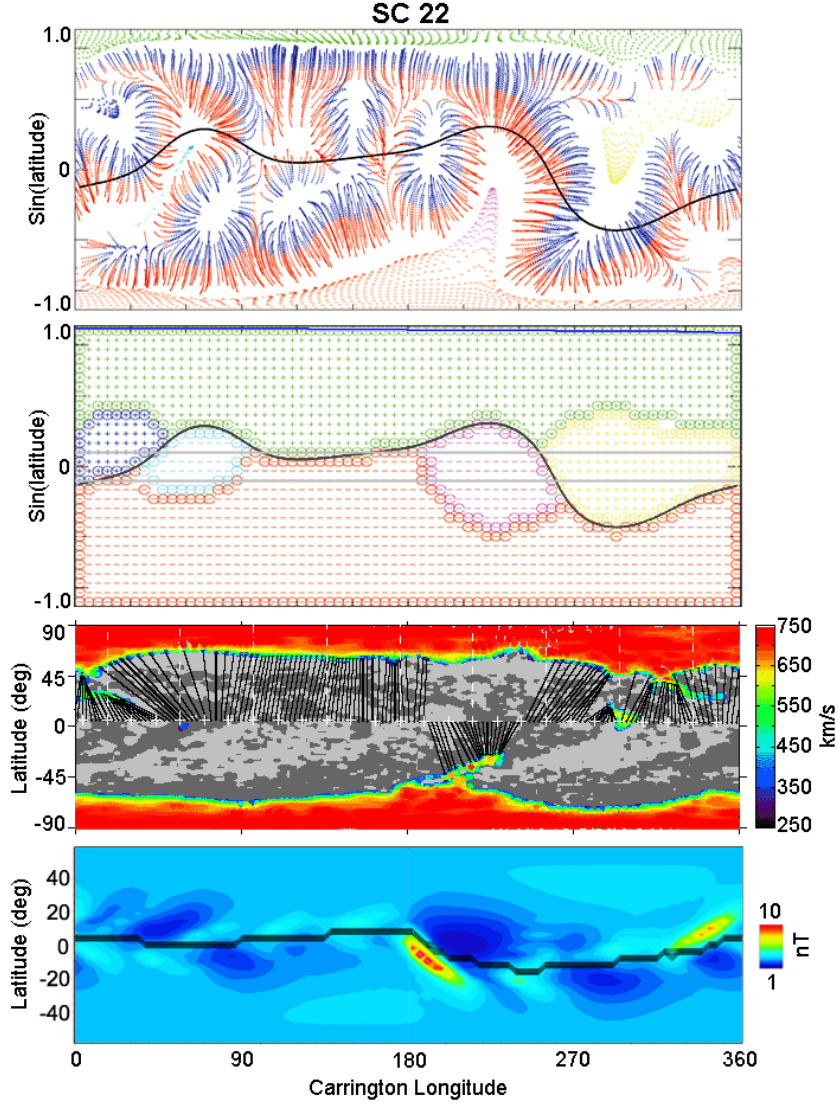 SC 22
1.0
Sin(latitude)
0
-1.0
1.0
Sin(latitude)
0
-1.0
90
45
0
-45
-90
Latitude (deg)
750
650
550
450
350
250
km/s
40
20
0
-20
-40
Latitude (deg)
10
1
nT
0 90 180 270 360
Carrington Longitude